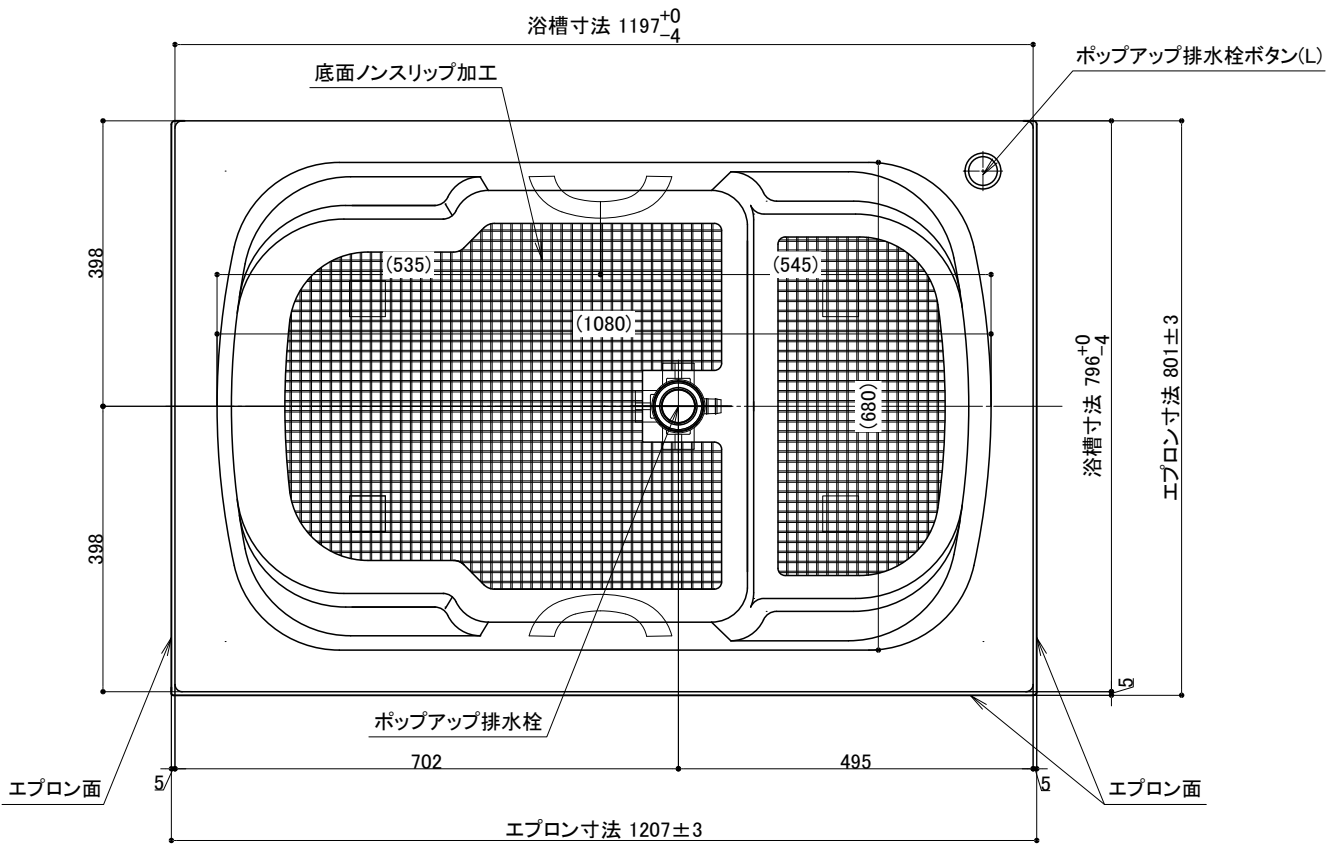 浴槽寸法 1197+0-4
ポップアップ排水栓ボタン(L)
底面ノンスリップ加工
398
(535)
(545)
(1080)
浴槽寸法 796+0-4
エプロン寸法 801±3
(680)
398
5
ポップアップ排水栓
702
495
エプロン面
5
5
エプロン面
エプロン寸法 1207±3